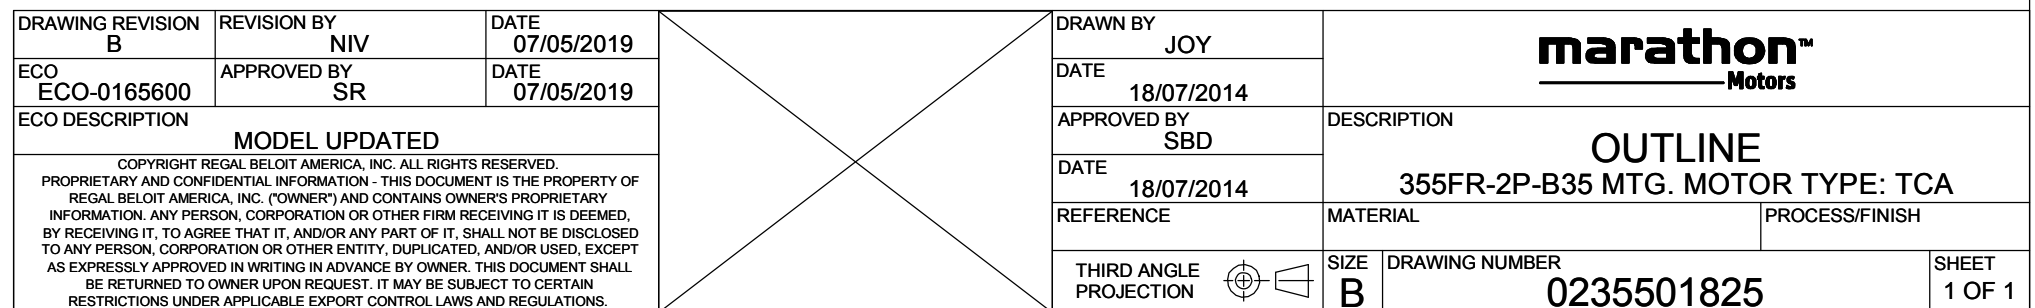 DRAWING REVISION
B
REVISION BY
NIV
DATE
07/05/2019
ECO
ECO-0165600
APPROVED BY
SR
DATE
07/05/2019
ECO DESCRIPTION
MODEL UPDATED
COPYRIGHT REGAL BELOIT AMERICA, INC. ALL RIGHTS RESERVED.
PROPRIETARY AND CONFIDENTIAL INFORMATION - THIS DOCUMENT IS THE PROPERTY OF
REGAL BELOIT AMERICA, INC. ("OWNER") AND CONTAINS OWNER'S PROPRIETARY
INFORMATION. ANY PERSON, CORPORATION OR OTHER FIRM RECEIVING IT IS DEEMED,
BY RECEIVING IT, TO AGREE THAT IT, AND/OR ANY PART OF IT, SHALL NOT BE DISCLOSED
TO ANY PERSON, CORPORATION OR OTHER ENTITY, DUPLICATED, AND/OR USED, EXCEPT
AS EXPRESSLY APPROVED IN WRITING IN ADVANCE BY OWNER. THIS DOCUMENT SHALL
BE RETURNED TO OWNER UPON REQUEST. IT MAY BE SUBJECT TO CERTAIN
RESTRICTIONS UNDER APPLICABLE EXPORT CONTROL LAWS AND REGULATIONS.
DRAWN BY
JOY
DATE
18/07/2014
APPROVED BY
SBD
DATE
18/07/2014
REFERENCE
THIRD ANGLE
PROJECTION
marathon™
Motors
DESCRIPTION
OUTLINE
355FR-2P-B35 MTG. MOTOR TYPE: TCA
MATERIAL
PROCESS/FINISH
SIZE
B
DRAWING NUMBER
0235501825
SHEET
1 OF 1